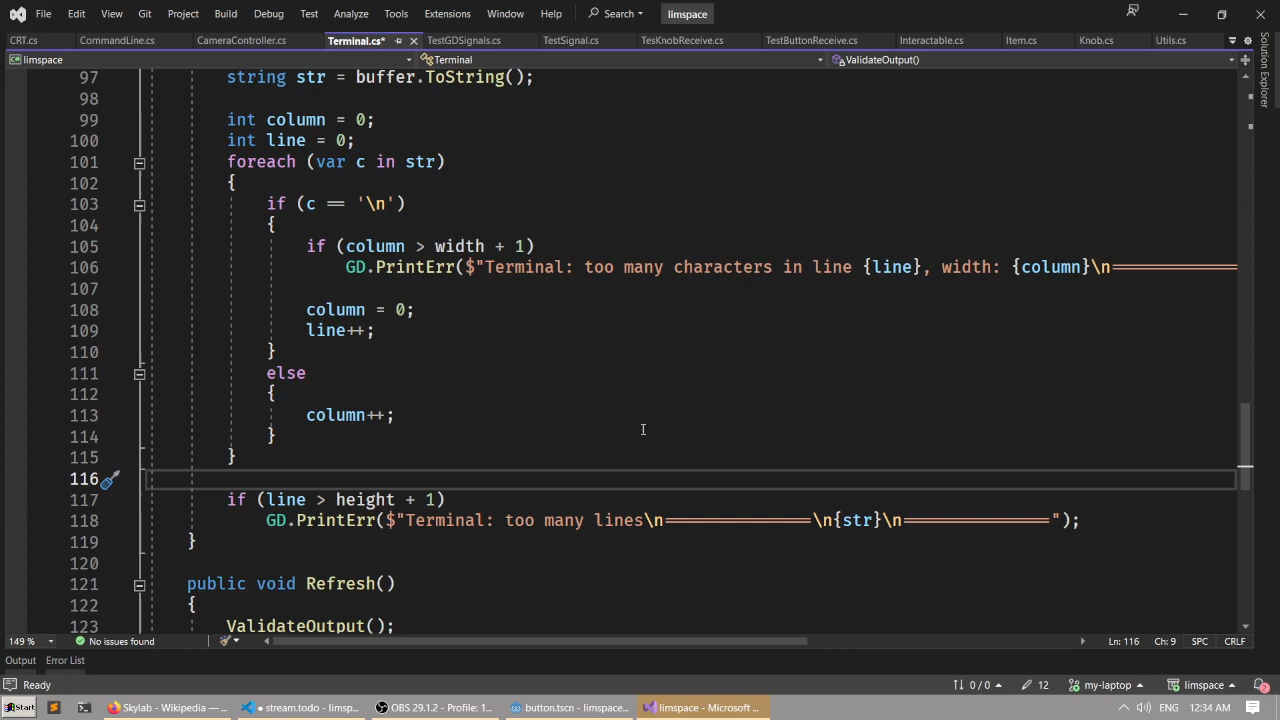 File Edit View Git Project Build Debug Test Analyze Tools Extensions Window Help Search limspace
CRT.cs CommandLine.cs CameraController.cs Terminal.cs* TestGDSignals.cs TestSignal.cs TesKnobReceive.cs TestButtonReceive.cs Interactable.cs Item.cs Knob.cs Utils.cs
limspace Terminal ValidateOutput()
Solution Explorer
97 string str = buffer.ToString();
98
99 int column = 0;
100 int line = 0;
101 foreach (var c in str)
102 {
103 if (c == '\n')
104 {
105 if (column > width + 1)
106 GD.PrintErr($"Terminal: too many characters in line {line}, width: {column}\n=============
107
108 column = 0;
109 line++;
110 }
111 else
112 {
113 column++;
114 }
115 }
116
117 if (line > height + 1)
118 GD.PrintErr($"Terminal: too many lines\n===============\n{str}\n===============");
119 }
120
121 public void Refresh()
122 {
123 ValidateOutput();
149 % No issues found Ln: 116 Ch: 9 SPC CRLF
Output Error List
Ready 0 / 0 12 my-laptop limspace 2
Start Skylab - Wikipedia — ... ● stream.todo - limsp... OBS 29.1.2 - Profile: 1... button.tscn - limspace... limspace - Microsoft ... ENG 12:34 AM